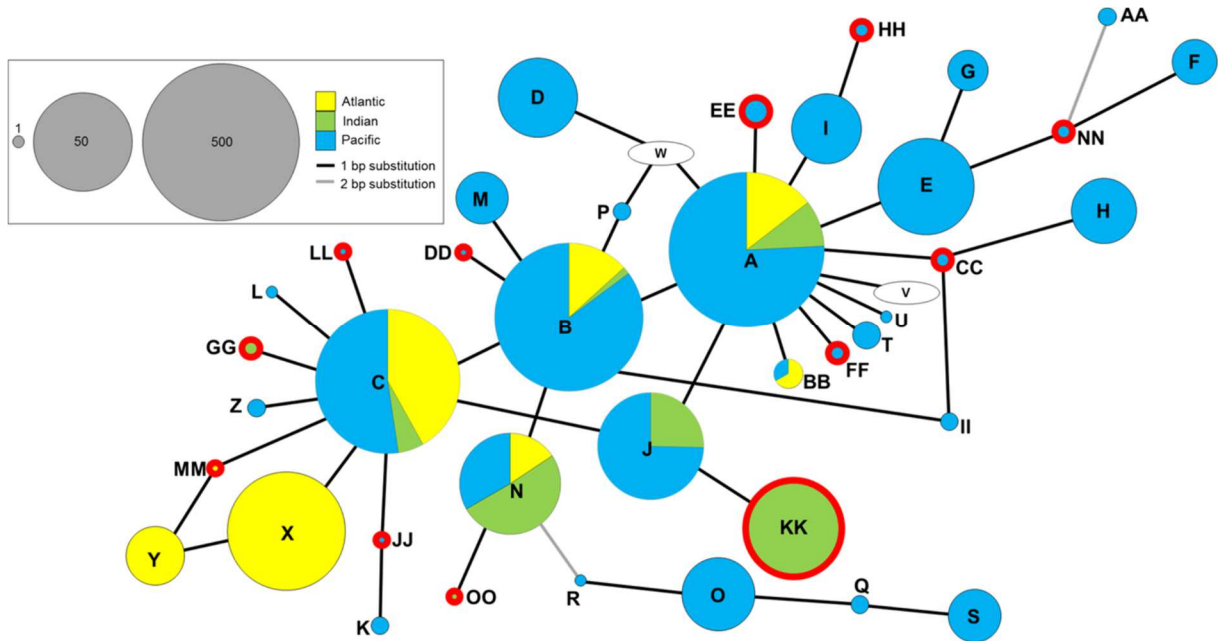 1
50
500
Atlantic
Indian
Pacific
1 bp substitution
2 bp substitution
AA
HH
F
G
D
EE
I
NN
W
E
M
P
H
A
LL
DD
CC
L
V
B
U
GG
T
FF
C
BB
Z
II
J
MM
N
KK
X
JJ
Y
OO
R
O
Q
S
K